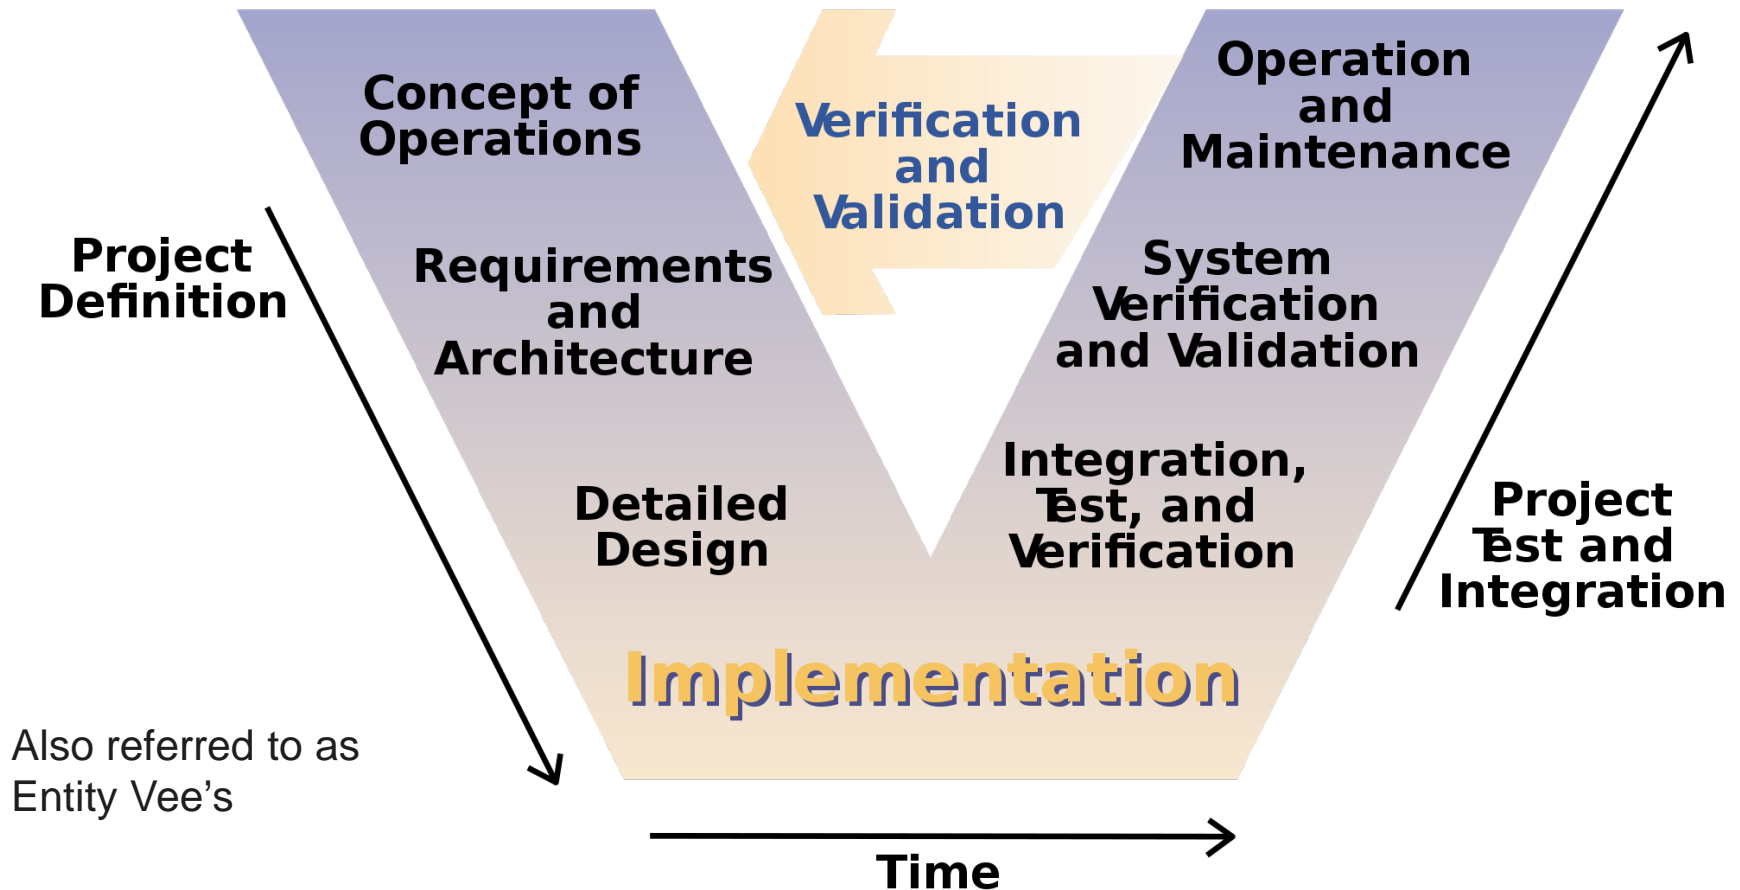 Concept of
Operations
Verification
and
Validation
Operation
and
Maintenance
Project
Definition
Requirements
and
Architecture
System
Verification
and Validation
Detailed
Design
Integration,
Test, and
Verification
Project
Test and
Integration
Implementation
Also referred to as
Entity Vee’s
Time